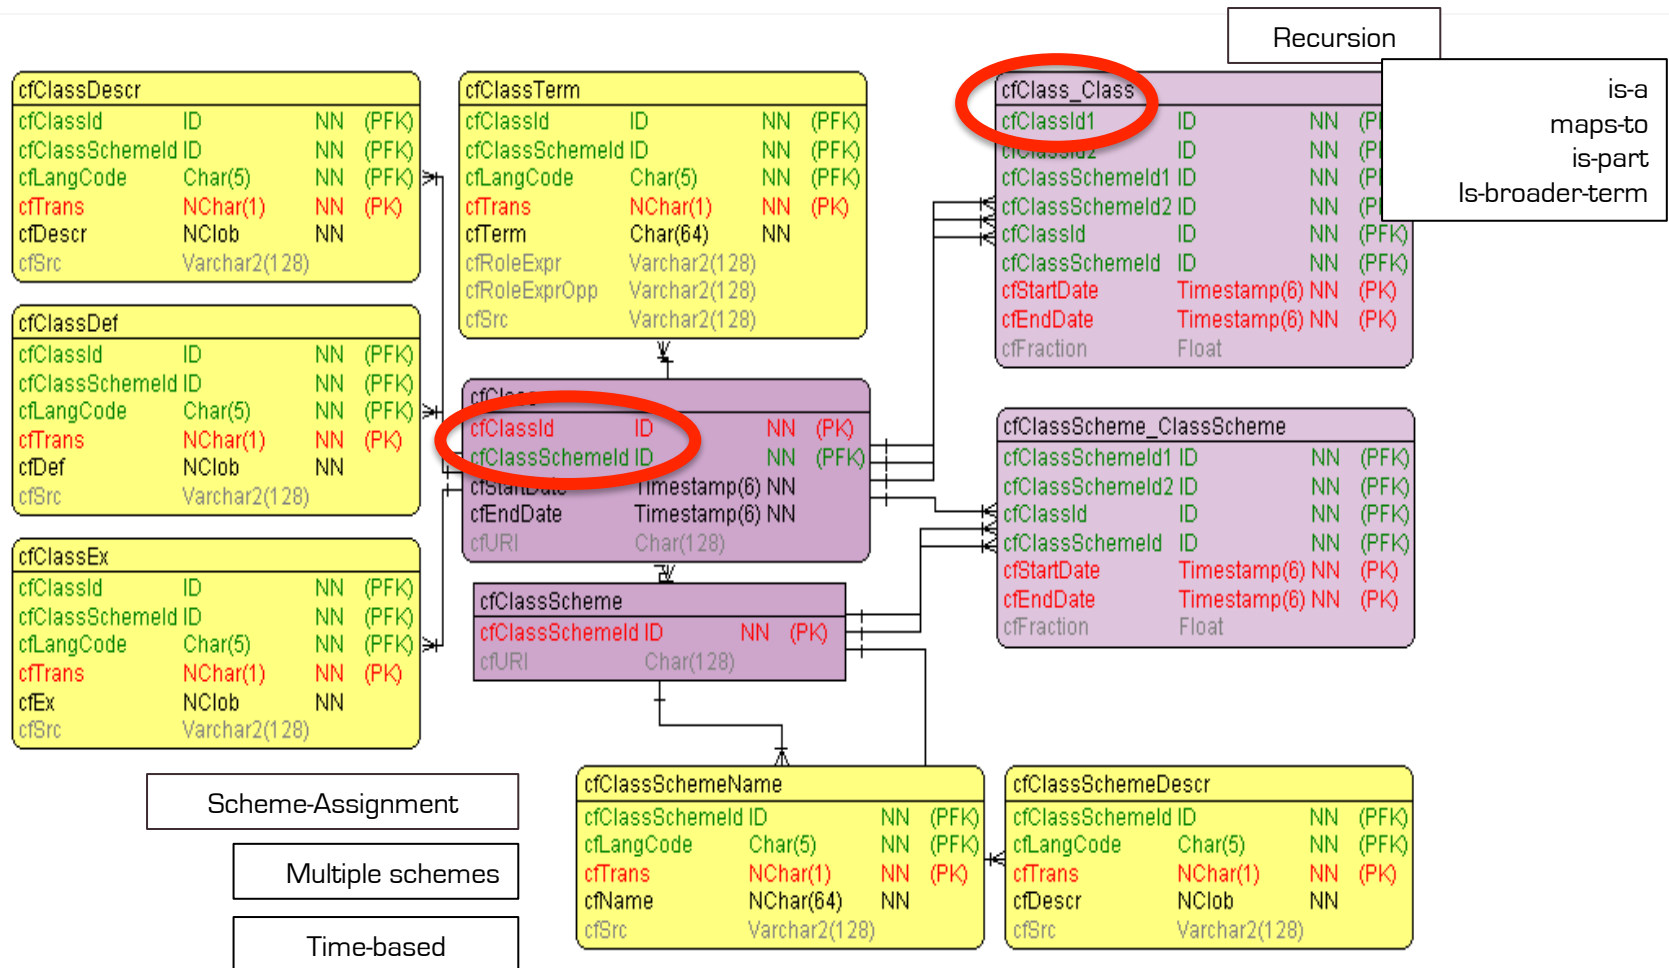 Recursion
is-a
maps-to
is-part
Is-broader-term
cfClassDescr
cfClassId ID NN (PFK)
cfClassSchemeId ID NN (PFK)
cfLangCode Char(5) NN (PFK)
cfTrans NChar(1) NN (PK)
cfDescr NClob NN
cfSrc Varchar2(128)
cfClassTerm
cfClassId ID NN (PFK)
cfClassSchemeId ID NN (PFK)
cfLangCode Char(5) NN (PFK)
cfTrans NChar(1) NN (PK)
cfTerm Char(64) NN
cfRoleExpr Varchar2(128)
cfRoleExprOpp Varchar2(128)
cfSrc Varchar2(128)
cfClass_Class
cfClassId1 ID NN
cfClassId2 ID NN
cfClassSchemeId1 ID NN
cfClassSchemeId2 ID NN
cfClassId ID NN (PFK)
cfClassSchemeId ID NN (PFK)
cfStartDate Timestamp(6) NN (PK)
cfEndDate Timestamp(6) NN (PK)
cfFraction Float
cfClassDef
cfClassId ID NN (PFK)
cfClassSchemeId ID NN (PFK)
cfLangCode Char(5) NN (PFK)
cfTrans NChar(1) NN (PK)
cfDef NClob NN
cfSrc Varchar2(128)
cfClass
cfClassId ID NN (PK)
cfClassSchemeId ID NN (PFK)
cfStartDate Timestamp(6) NN
cfEndDate Timestamp(6) NN
cfURI Char(128)
cfClassScheme_ClassScheme
cfClassSchemeId1 ID NN (PFK)
cfClassSchemeId2 ID NN (PFK)
cfClassId ID NN (PFK)
cfClassSchemeId ID NN (PFK)
cfStartDate Timestamp(6) NN (PK)
cfEndDate Timestamp(6) NN (PK)
cfFraction Float
cfClassEx
cfClassId ID NN (PFK)
cfClassSchemeId ID NN (PFK)
cfLangCode Char(5) NN (PFK)
cfTrans NChar(1) NN (PK)
cfEx NClob NN
cfSrc Varchar2(128)
cfClassScheme
cfClassSchemeId ID NN (PK)
cfURI Char(128)
Scheme-Assignment
Multiple schemes
Time-based
cfClassSchemeName
cfClassSchemeId ID NN (PFK)
cfLangCode Char(5) NN (PFK)
cfTrans NChar(1) NN (PK)
cfName NChar(64) NN
cfSrc Varchar2(128)
cfClassSchemeDescr
cfClassSchemeId ID NN (PFK)
cfLangCode Char(5) NN (PFK)
cfTrans NChar(1) NN (PK)
cfDescr NClob NN
cfSrc Varchar2(128)